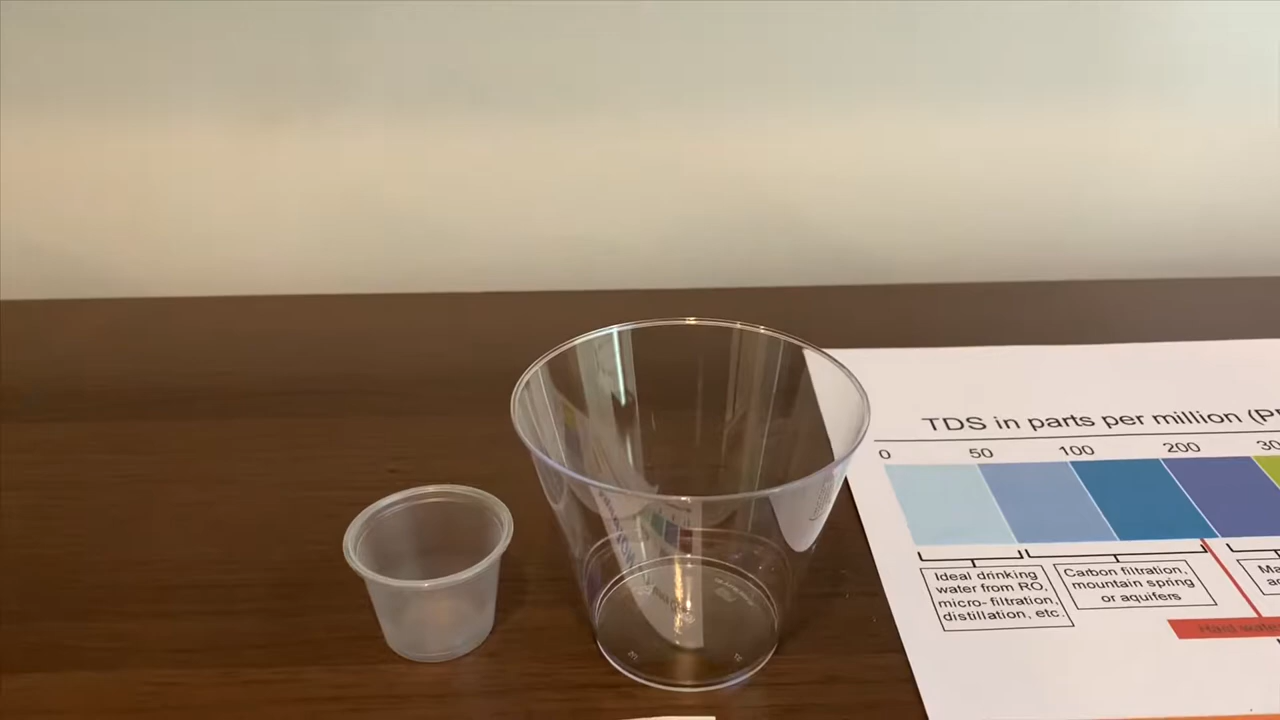 TDS in parts per million
0 50 100 200
Ideal drinking
water from RO,
micro- filtration,
distillation, etc.
Carbon filtration,
mountain spring
or aquifers
Hard